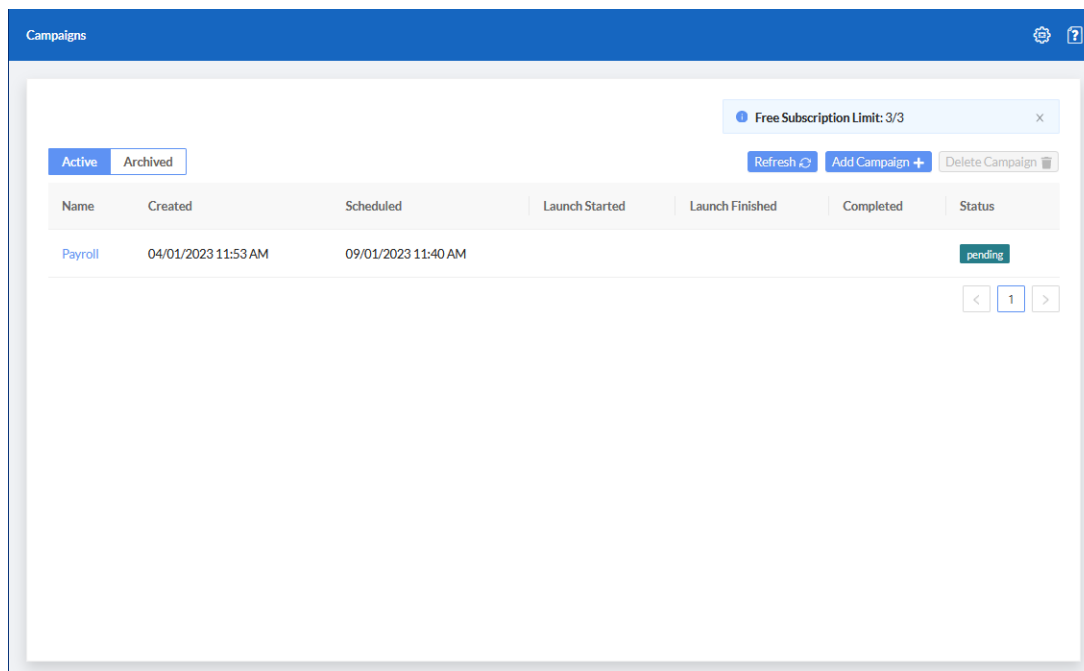 Campaigns
Free Subscription Limit: 3/3
Active Archived Refresh Add Campaign Delete Campaign
Name Created Scheduled Launch Started Launch Finished Completed Status
Payroll 04/01/2023 11:53 AM 09/01/2023 11:40 AM pending
1